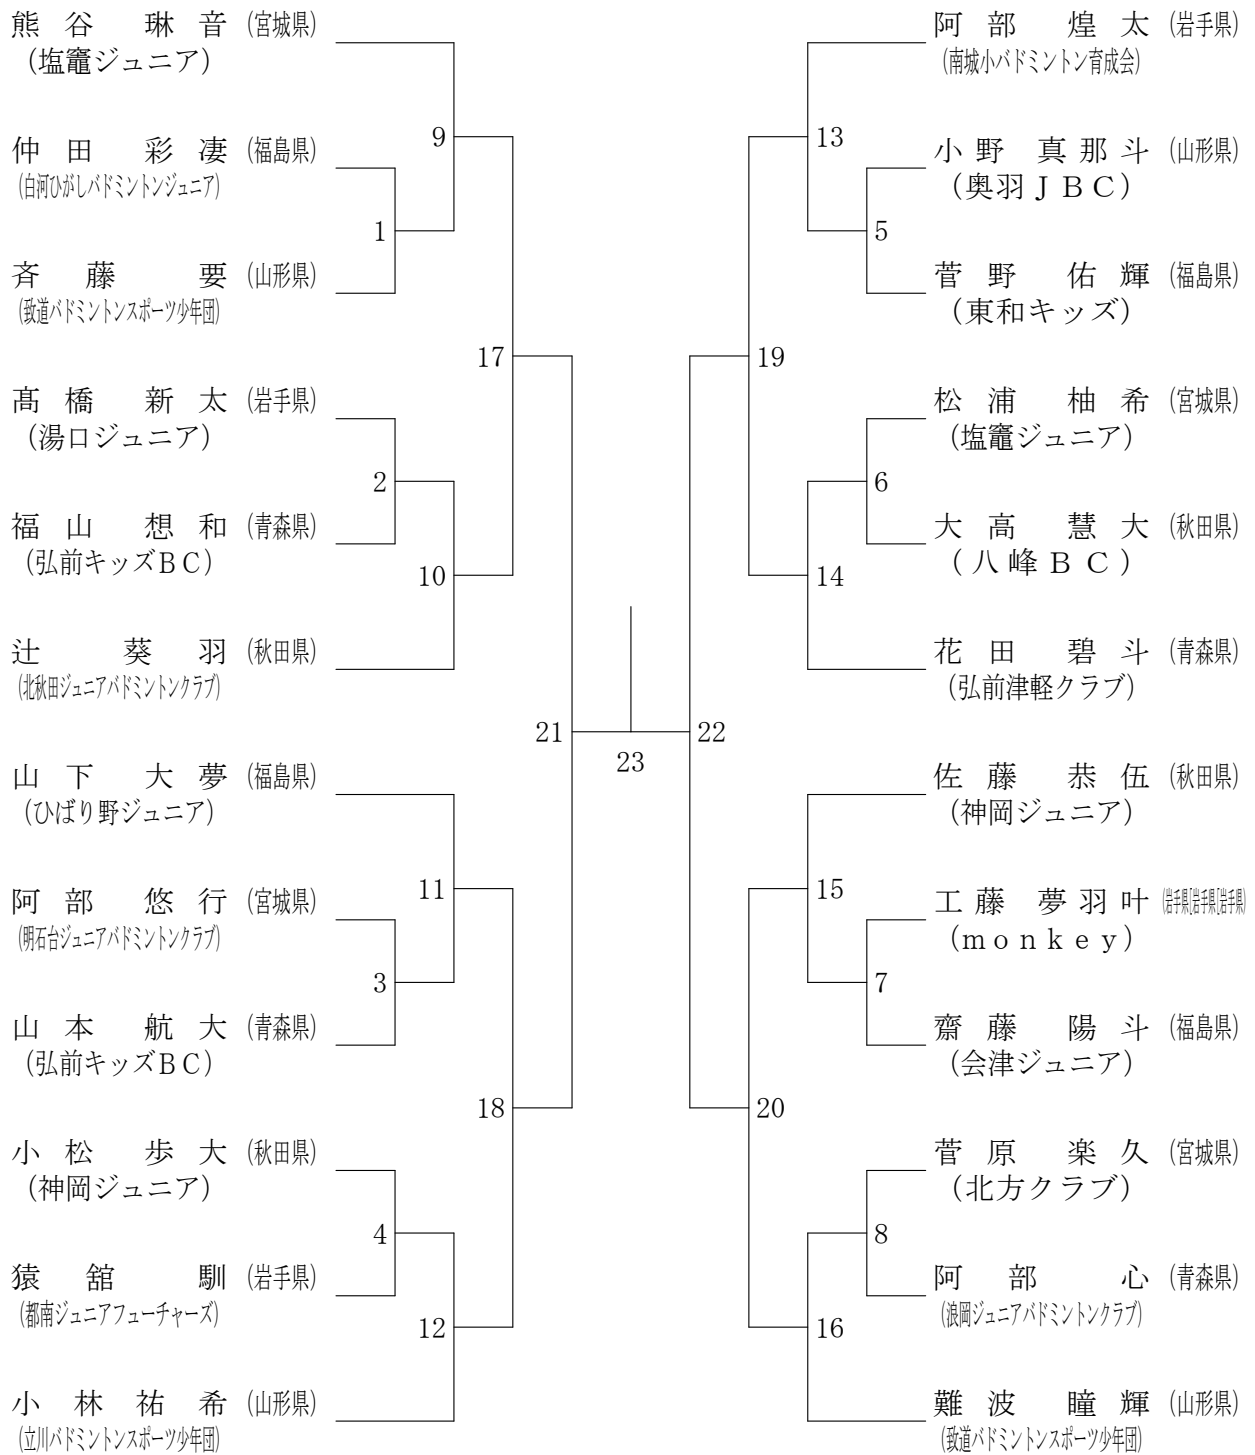 熊谷 琳音 (宮城県)
(塩竈ジュニア)
仲田 彩凄 (福島県)
(白河ひがしバドミントンジュニア)
斉藤 要 (山形県)
(致道バドミントンスポーツ少年団)
髙橋 新太 (岩手県)
(湯口ジュニア)
福山 想和 (青森県)
(弘前キッズBC)
辻 葵羽 (秋田県)
(北秋田ジュニアバドミントンクラブ)
山下 大夢 (福島県)
(ひばり野ジュニア)
阿部 悠行 (宮城県)
(明石台ジュニアバドミントンクラブ)
山本 航大 (青森県)
(弘前キッズBC)
小松 歩大 (秋田県)
(神岡ジュニア)
猿舘 馴 (岩手県)
(都南ジュニアフューチャーズ)
小林 祐希 (山形県)
(立川バドミントンスポーツ少年団)
1
2
3
4
9
10
11
12
17
18
21
23
22
19
20
13
14
15
16
5
6
7
8
阿部 煌太 (岩手県)
(南城小バドミントン育成会)
小野 真那斗 (山形県)
(奥羽JBC)
菅野 佑輝 (福島県)
(東和キッズ)
松浦 柚希 (宮城県)
(塩竈ジュニア)
大高 慧大 (秋田県)
(八峰BC)
花田 碧斗 (青森県)
(弘前津軽クラブ)
佐藤 恭伍 (秋田県)
(神岡ジュニア)
工藤 夢羽叶 (岩手県[岩手県[岩手県)
(monkey)
齋藤 陽斗 (福島県)
(会津ジュニア)
菅原 楽久 (宮城県)
(北方クラブ)
阿部 心 (青森県)
(浪岡ジュニアバドミントンクラブ)
難波 瞳輝 (山形県)
(致道バドミントンスポーツ少年団)